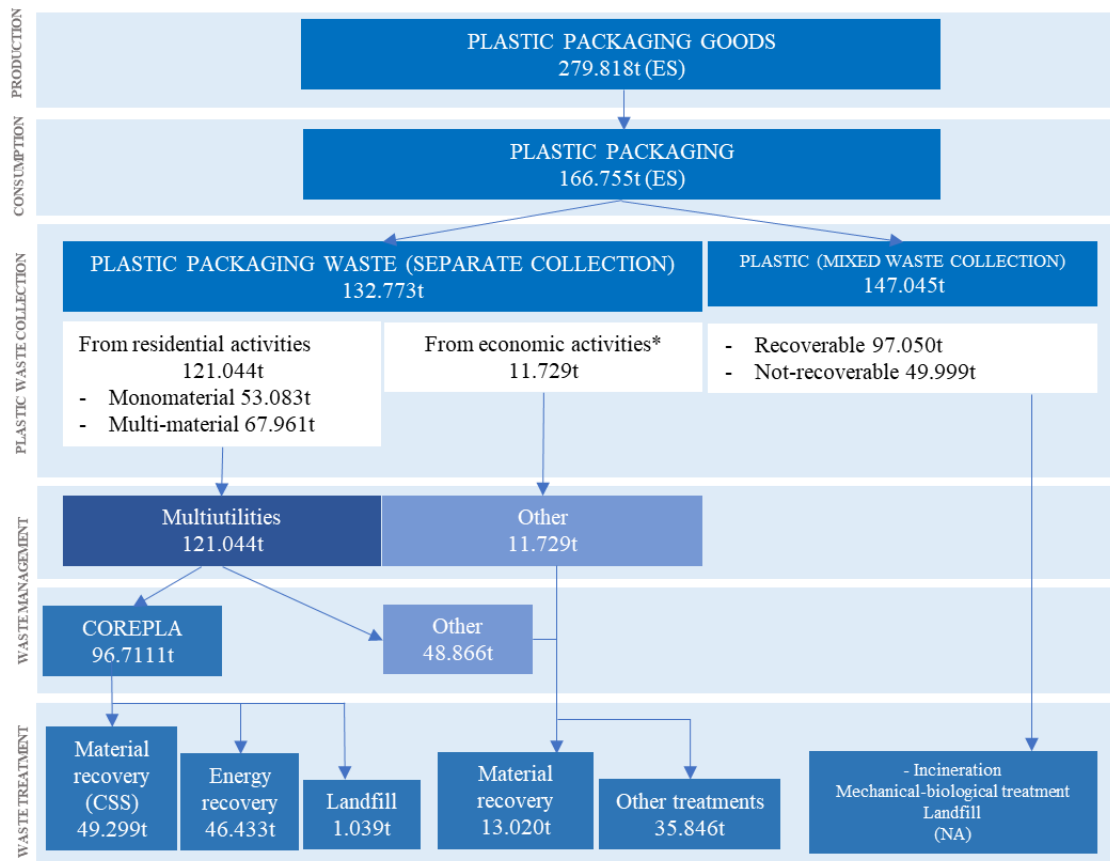 PRODUCTION
PLASTIC PACKAGING GOODS
279.818t (ES)
CONSUMPTION
PLASTIC PACKAGING
166.755t (ES)
PLASTIC WASTE COLLECTION
PLASTIC PACKAGING WASTE (SEPARATE COLLECTION)
132.773t
PLASTIC (MIXED WASTE COLLECTION)
147.045t
From residential activities
121.044t
- Monomaterial 53.083t
- Multi-material 67.961t
From economic activities*
11.729t
- Recoverable 97.050t
- Not-recoverable 49.999t
WASTE MANAGEMENT
Multiutilities
121.044t
Other
11.729t
COREPLA
96.7111t
Other
48.866t
WASTE TREATMENT
Material
recovery
(CSS)
49.299t
Energy
recovery
46.433t
Landfill
1.039t
Material
recovery
13.020t
Other treatments
35.846t
- Incineration
Mechanical-biological treatment
Landfill
(NA)